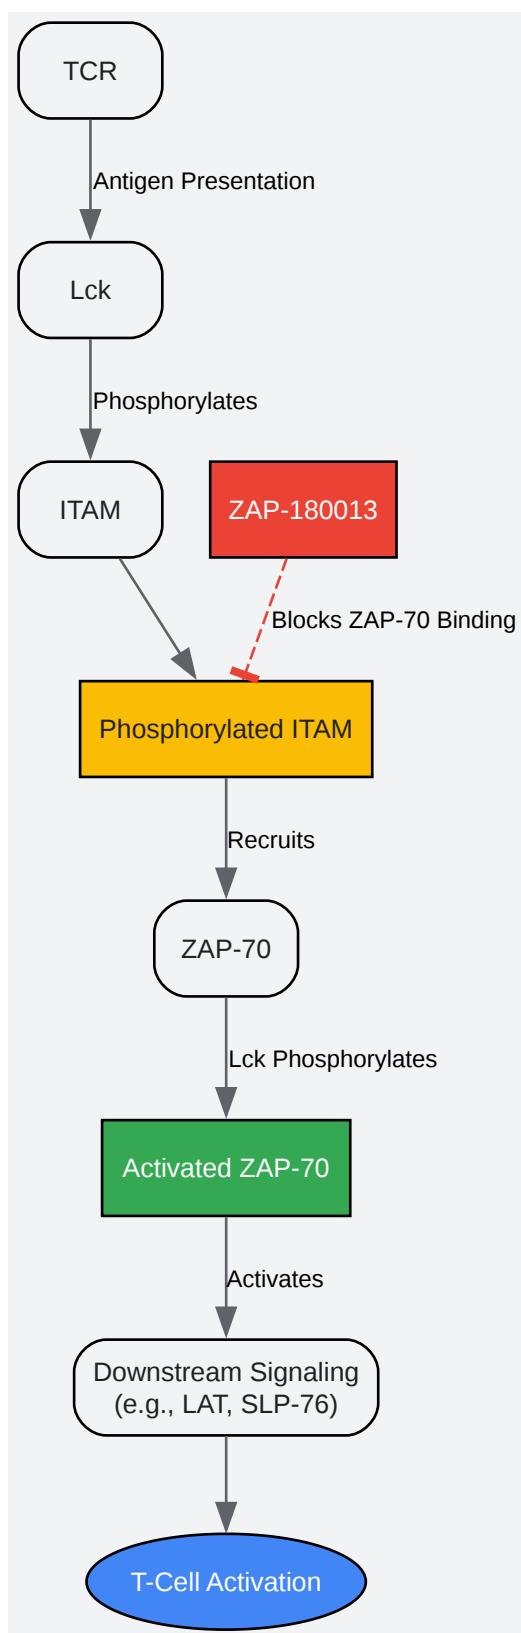 TCR
Antigen Presentation
Lck
Phosphorylates
ITAM
ZAP-180013
Blocks ZAP-70 Binding
Phosphorylated ITAM
Recruits
ZAP-70
Lck Phosphorylates
Activated ZAP-70
Activates
Downstream Signaling
(e.g., LAT, SLP-76)
T-Cell Activation